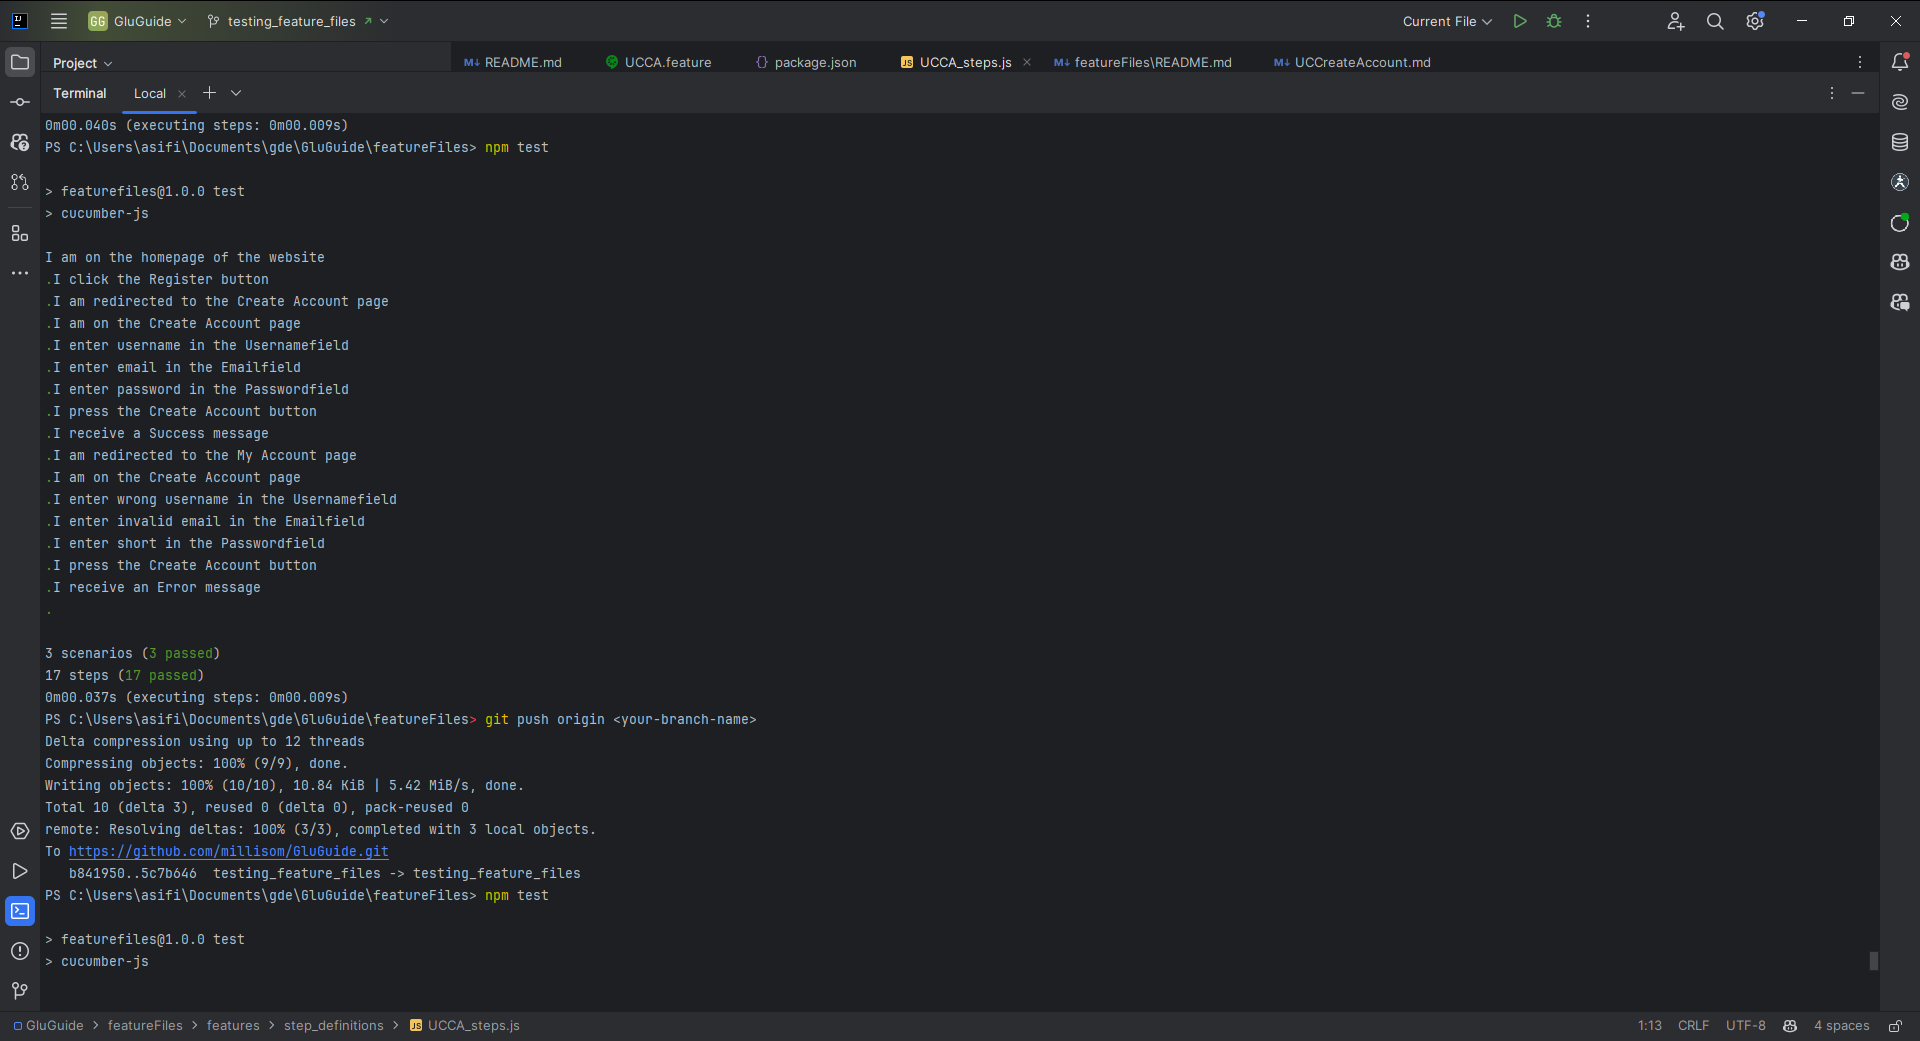 GG GluGuide testing_feature_files Current File
Project README.md UCCA.feature package.json UCCA_steps.js featureFiles\README.md UCCreateAccount.md
Terminal Local
0m00.040s (executing steps: 0m00.009s)
PS C:\Users\asifi\Documents\gde\GluGuide\featureFiles> npm test
> featurefiles@1.0.0 test
> cucumber-js
I am on the homepage of the website
.I click the Register button
.I am redirected to the Create Account page
.I am on the Create Account page
.I enter username in the Usernamefield
.I enter email in the Emailfield
.I enter password in the Passwordfield
.I press the Create Account button
.I receive a Success message
.I am redirected to the My Account page
.I am on the Create Account page
.I enter wrong username in the Usernamefield
.I enter invalid email in the Emailfield
.I enter short in the Passwordfield
.I press the Create Account button
.I receive an Error message
.
3 scenarios (3 passed)
17 steps (17 passed)
0m00.037s (executing steps: 0m00.009s)
PS C:\Users\asifi\Documents\gde\GluGuide\featureFiles> git push origin <your-branch-name>
Delta compression using up to 12 threads
Compressing objects: 100% (9/9), done.
Writing objects: 100% (10/10), 10.84 KiB | 5.42 MiB/s, done.
Total 10 (delta 3), reused 0 (delta 0), pack-reused 0
remote: Resolving deltas: 100% (3/3), completed with 3 local objects.
To https://github.com/millisom/GluGuide.git
b841950..5c7b646 testing_feature_files -> testing_feature_files
PS C:\Users\asifi\Documents\gde\GluGuide\featureFiles> npm test
> featurefiles@1.0.0 test
> cucumber-js
GluGuide > featureFiles > features > step_definitions > UCCA_steps.js 1:13 CRLF UTF-8 4 spaces